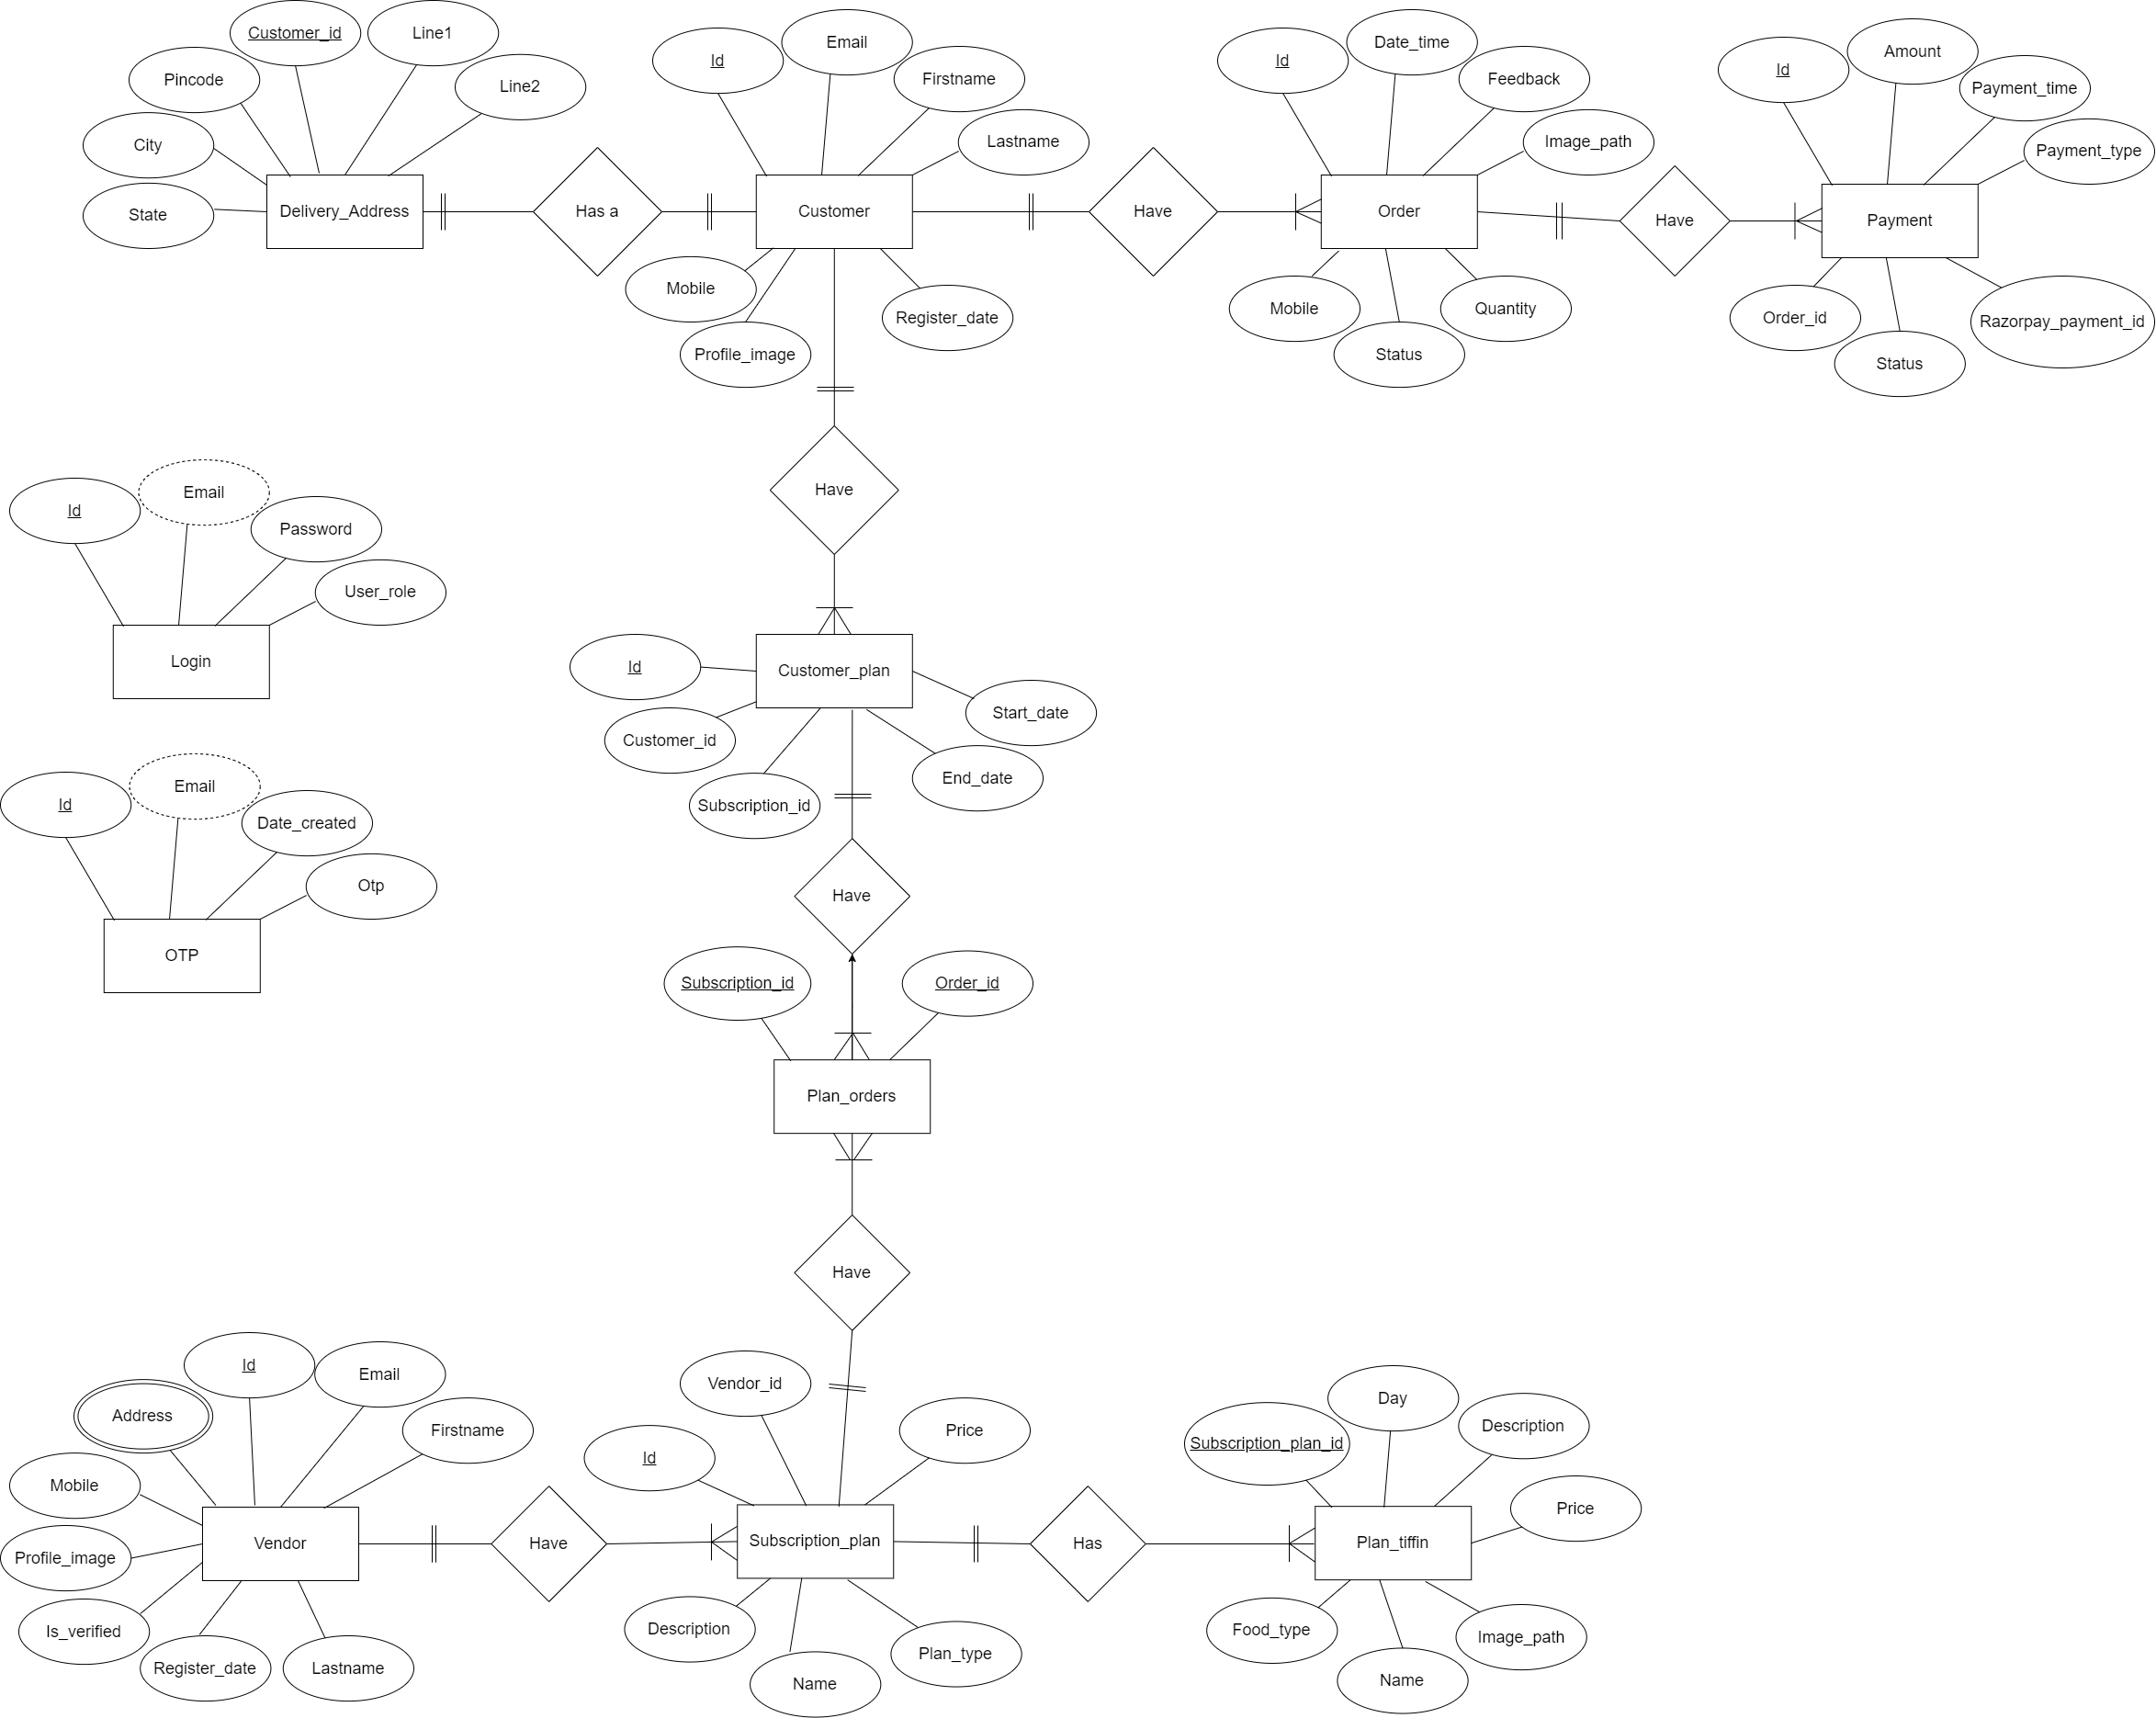 Customer_id
Line1
Pincode
Line2
City
State
Delivery_Address
Has a
Id
Email
Firstname
Lastname
Customer
Mobile
Profile_image
Register_date
Have
Id
Date_time
Feedback
Image_path
Order
Mobile
Status
Quantity
Have
Id
Amount
Payment_time
Payment_type
Payment
Order_id
Status
Razorpay_payment_id
Have
Id
Email
Password
User_role
Login
Id
Customer_plan
Customer_id
Subscription_id
Start_date
End_date
Id
Email
Date_created
Otp
OTP
Have
Subscription_id
Order_id
Plan_orders
Have
Id
Email
Address
Firstname
Mobile
Vendor
Profile_image
Is_verified
Register_date
Lastname
Have
Vendor_id
Id
Price
Subscription_plan
Description
Name
Plan_type
Has
Day
Subscription_plan_id
Description
Price
Plan_tiffin
Food_type
Name
Image_path